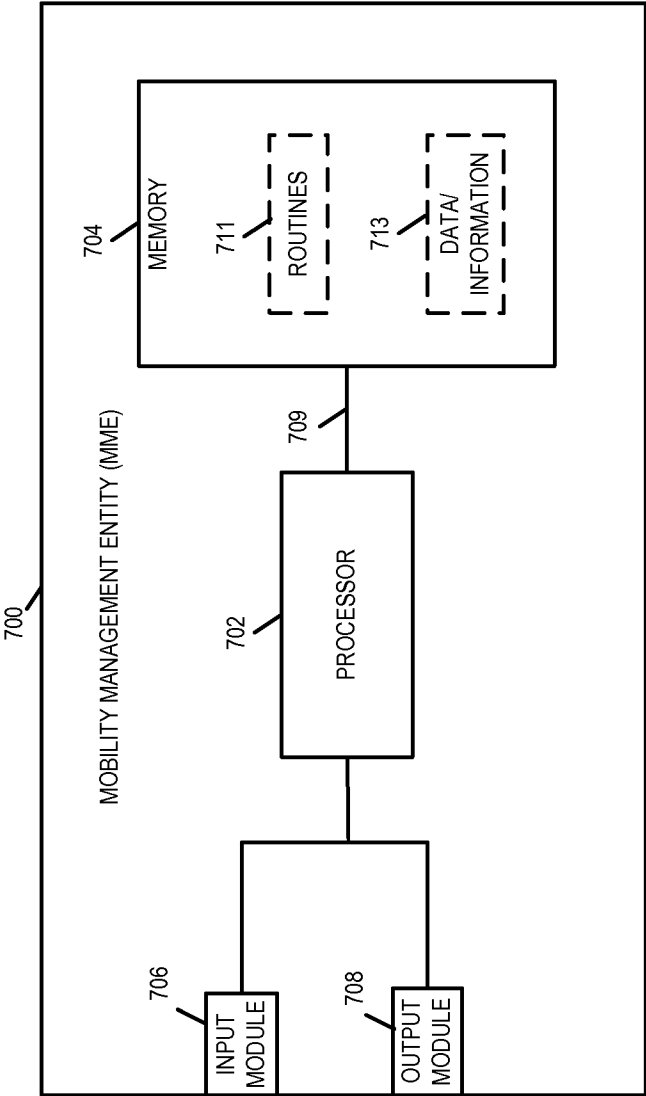 700
MOBILITY MANAGEMENT ENTITY (MME)
706
INPUT
MODULE
708
OUTPUT
MODULE
702
PROCESSOR
709
704
MEMORY
711
ROUTINES
713
DATA/
INFORMATION